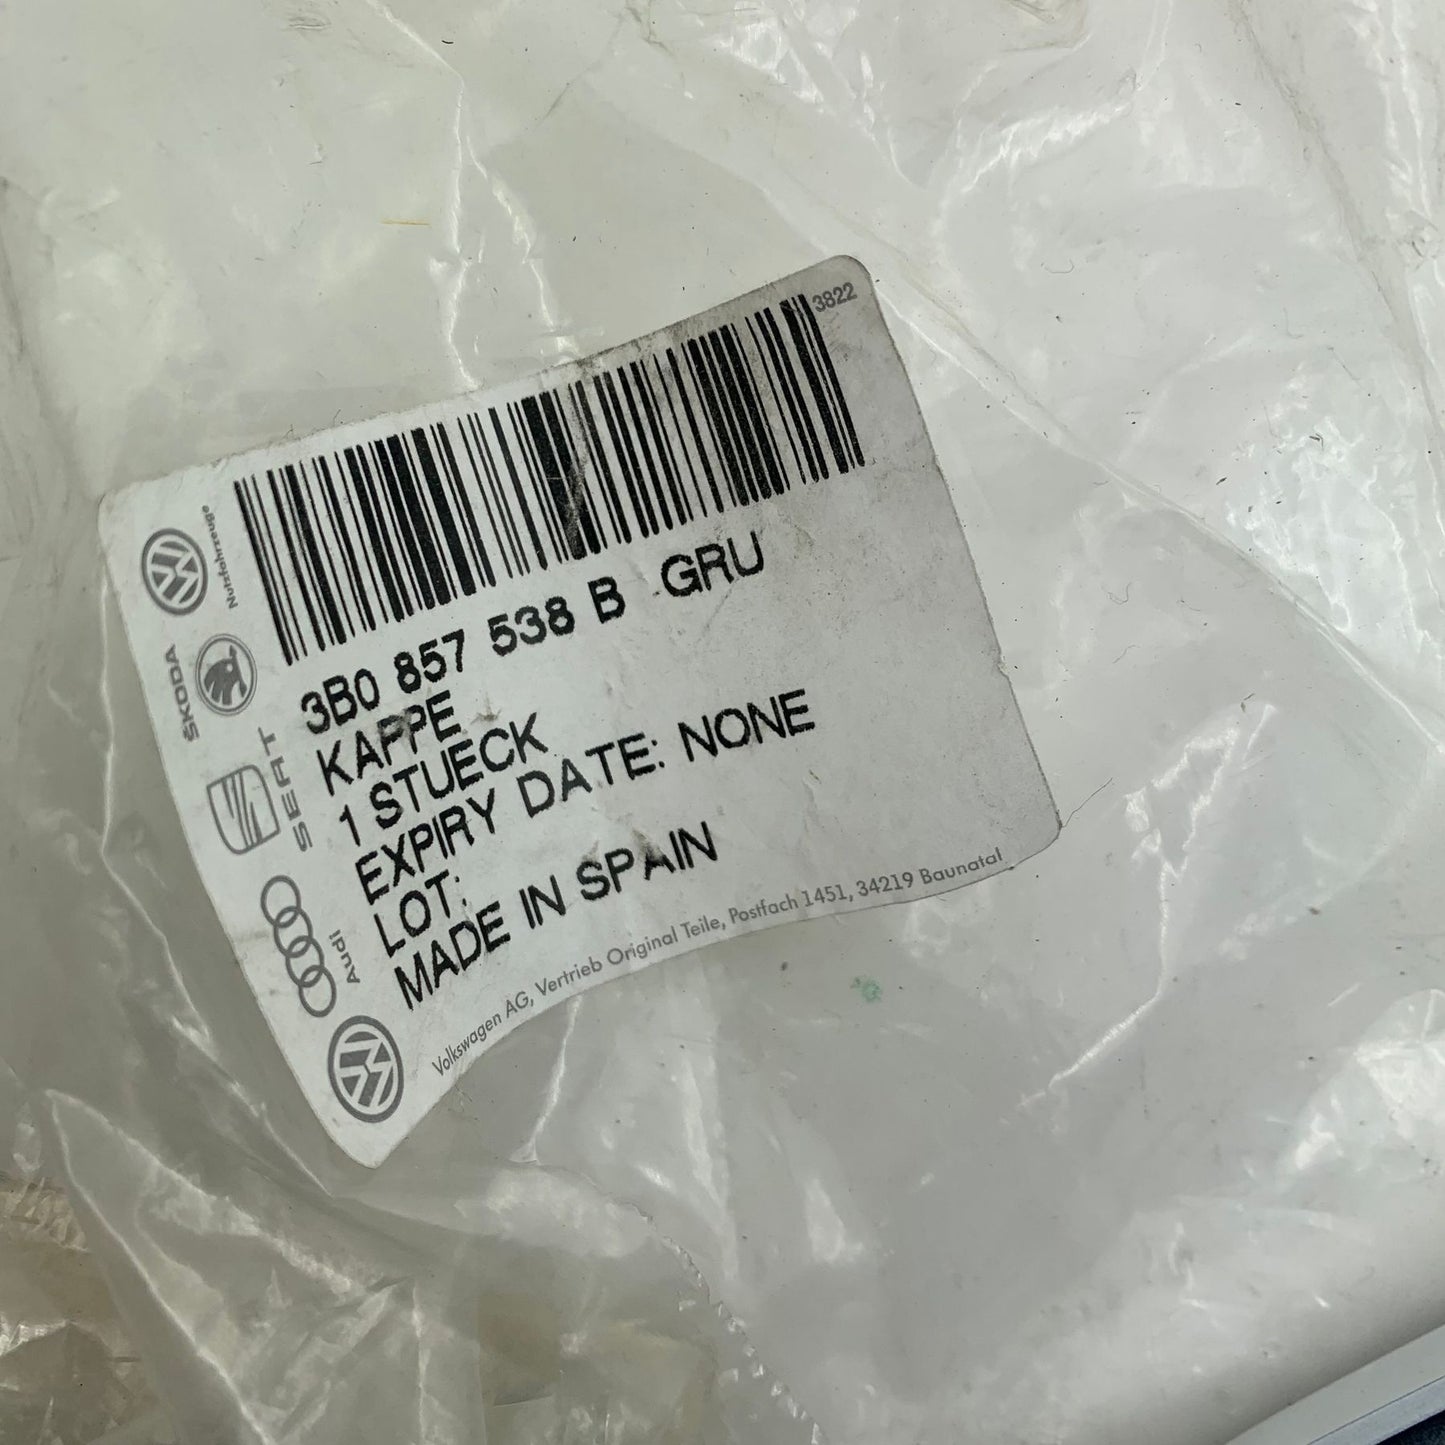 3822
3B0 857 538 B GRU
KAPPE
1 STUECK
EXPIRY DATE: NONE
LOT:
MADE IN SPAIN
Volkswagen AG, Vertrieb Original Teile, Postfach 1451, 34219 Baunatal
Nutzfahrzeuge
ŠKODA
SEAT
Audi